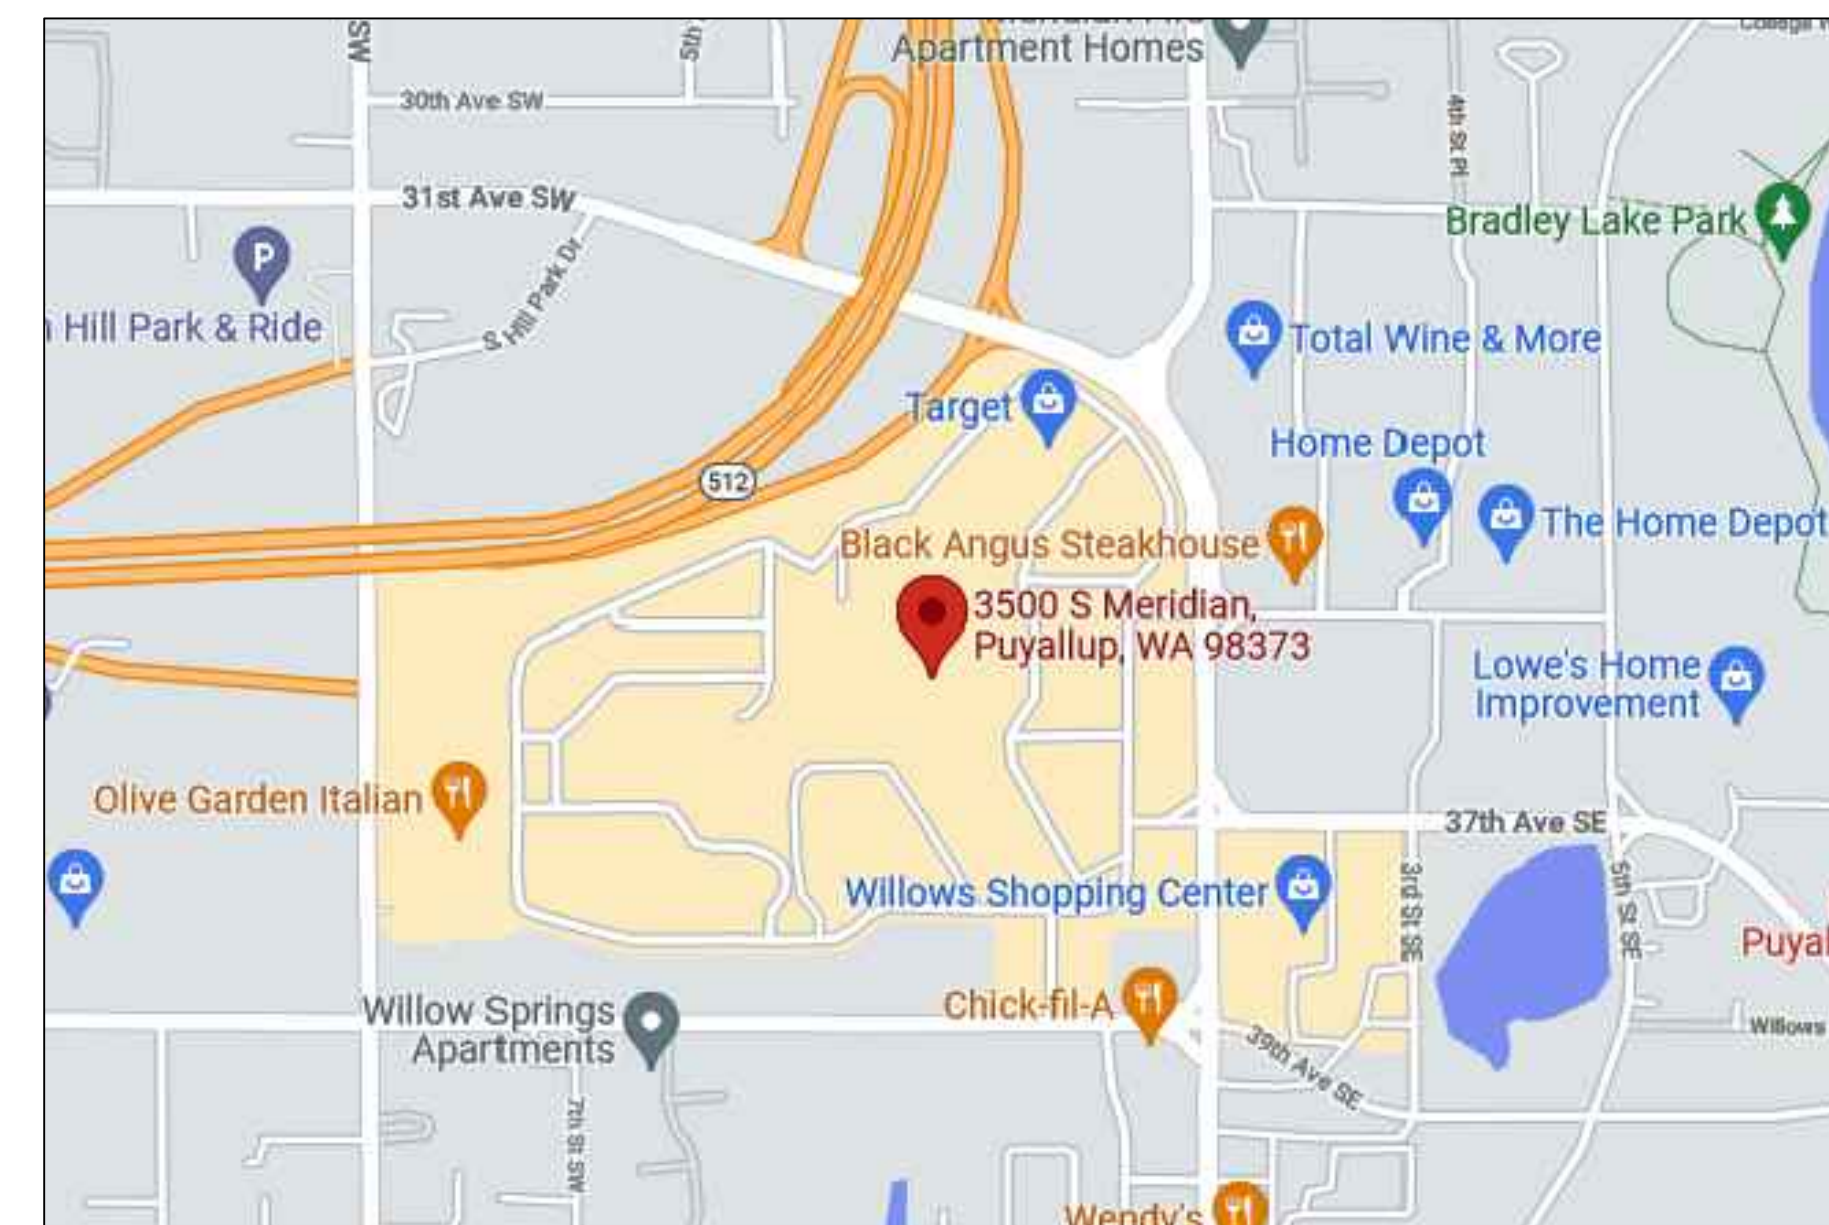 Apartment Homes
SW
5th
30th Ave SW
4th St Pl
31st Ave SW
Bradley Lake Park
P
S Hill Park Dr
Hill Park & Ride
Total Wine & More
Target
Home Depot
512
The Home Depot
Black Angus Steakhouse
3500 S Meridian,
Puyallup, WA 98373
Lowe's Home
Improvement
Olive Garden Italian
37th Ave SE
Willows Shopping Center
3rd St SE
5th St SE
Puyal
Chick-fil-A
Willow Springs
Apartments
Willows
39th Ave SE
7th St SW
Wendy's